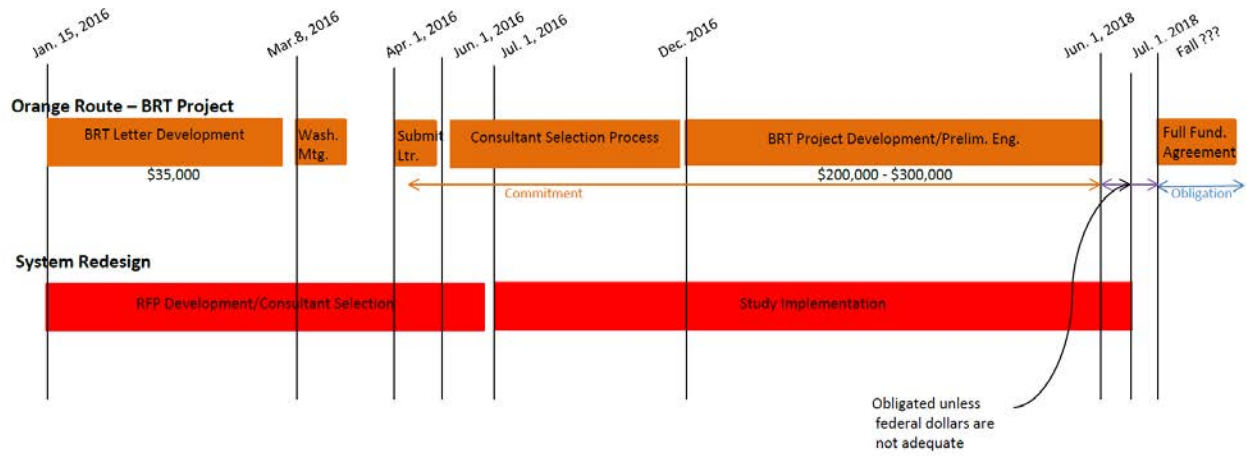 Jan. 15, 2016
Mar.8, 2016
Apr. 1, 2016
Jun. 1, 2016
Jul. 1, 2016
Dec. 2016
Jun. 1, 2018
Jul. 1. 2018
Fall ???
Orange Route – BRT Project
BRT Letter Development
Wash.
Mtg.
Submit
Ltr.
Consultant Selection Process
BRT Project Development/Prelim. Eng.
Full Fund.
Agreement
$35,000
$200,000 - $300,000
Commitment
Obligation
System Redesign
RFP Development/Consultant Selection
Study Implementation
Obligated unless
federal dollars are
not adequate